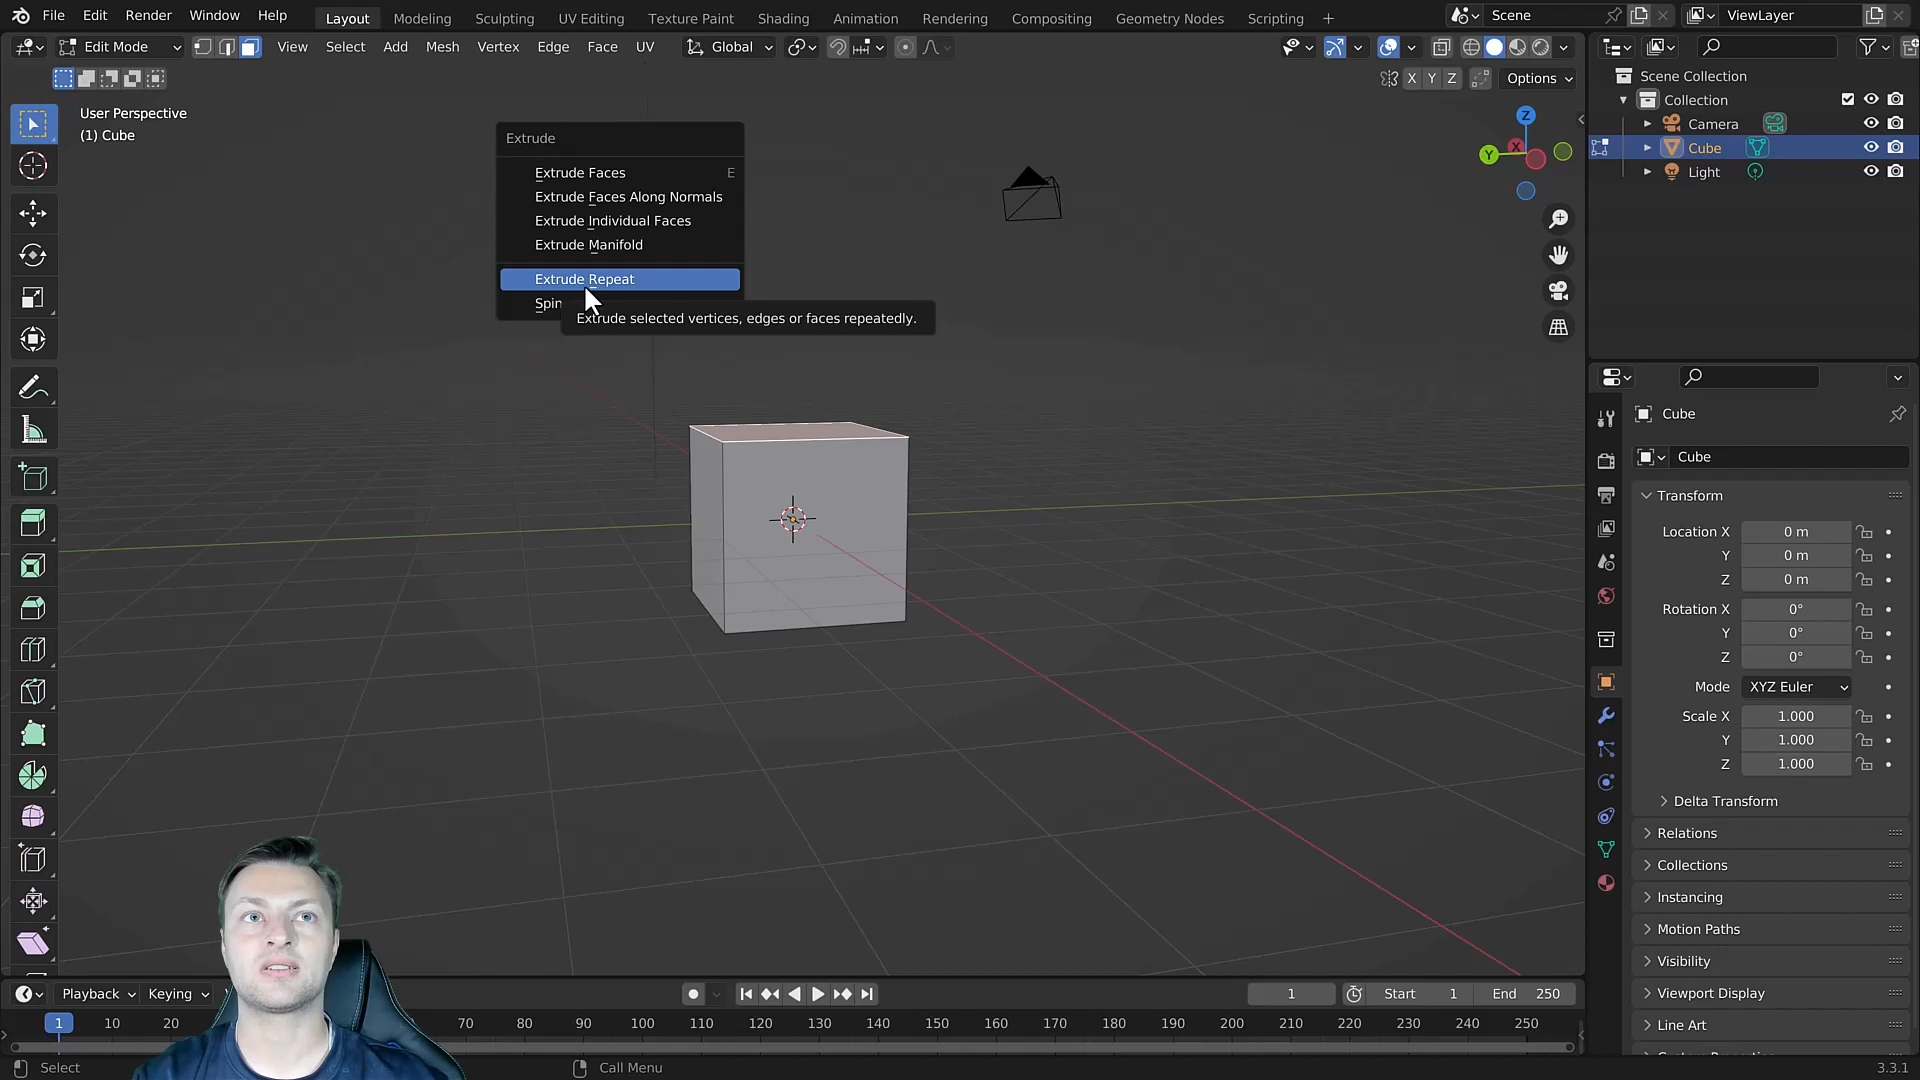 File Edit Render Window Help Layout Modeling Sculpting UV Editing Texture Paint Shading Animation Rendering Compositing Geometry Nodes Scripting + Scene ViewLayer
Edit Mode View Select Add Mesh Vertex Edge Face UV Global
X Y Z Options
User Perspective
(1) Cube
Extrude
Extrude Faces E
Extrude Faces Along Normals
Extrude Individual Faces
Extrude Manifold
Extrude Repeat
Spin
Extrude selected vertices, edges or faces repeatedly.
Z
Y X
Scene Collection
Collection
Camera
Cube
Light
Cube
Cube
Transform
Location X 0 m
Y 0 m
Z 0 m
Rotation X 0°
Y 0°
Z 0°
Mode XYZ Euler
Scale X 1.000
Y 1.000
Z 1.000
Delta Transform
Relations
Collections
Instancing
Motion Paths
Visibility
Viewport Display
Line Art
Playback Keying 1 Start 1 End 250
1 10 20 70 80 90 100 110 120 130 140 150 160 170 180 190 200 210 220 230 240 250
Select Call Menu 3.3.1